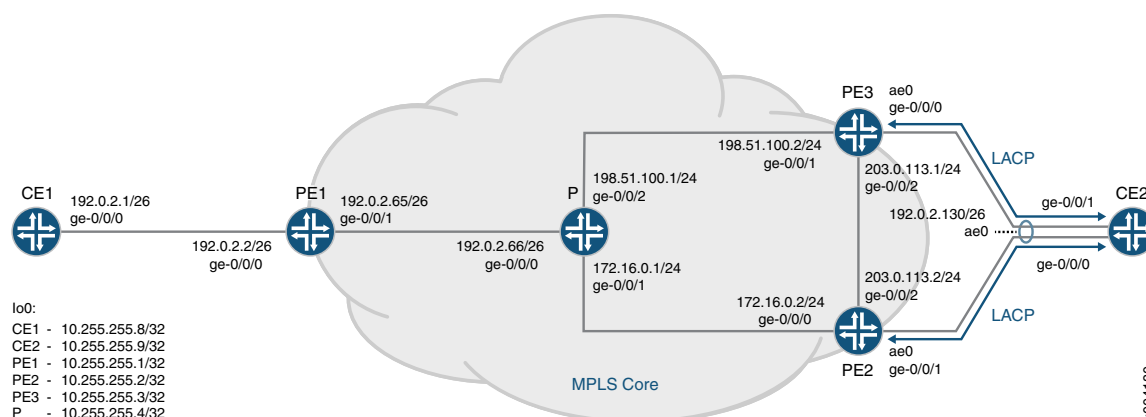 CE1
192.0.2.1/26
ge-0/0/0
192.0.2.2/26
ge-0/0/0
PE1
192.0.2.65/26
ge-0/0/1
192.0.2.66/26
ge-0/0/0
P
198.51.100.1/24
ge-0/0/2
172.16.0.1/24
ge-0/0/1
198.51.100.2/24
ge-0/0/1
PE3
ae0
ge-0/0/0
LACP
203.0.113.1/24
ge-0/0/2
192.0.2.130/26
ae0
ge-0/0/1
CE2
ge-0/0/0
203.0.113.2/24
ge-0/0/2
172.16.0.2/24
ge-0/0/0
LACP
PE2
ae0
ge-0/0/1
MPLS Core
lo0:
CE1 - 10.255.255.8/32
CE2 - 10.255.255.9/32
PE1 - 10.255.255.1/32
PE2 - 10.255.255.2/32
PE3 - 10.255.255.3/32
P - 10.255.255.4/32